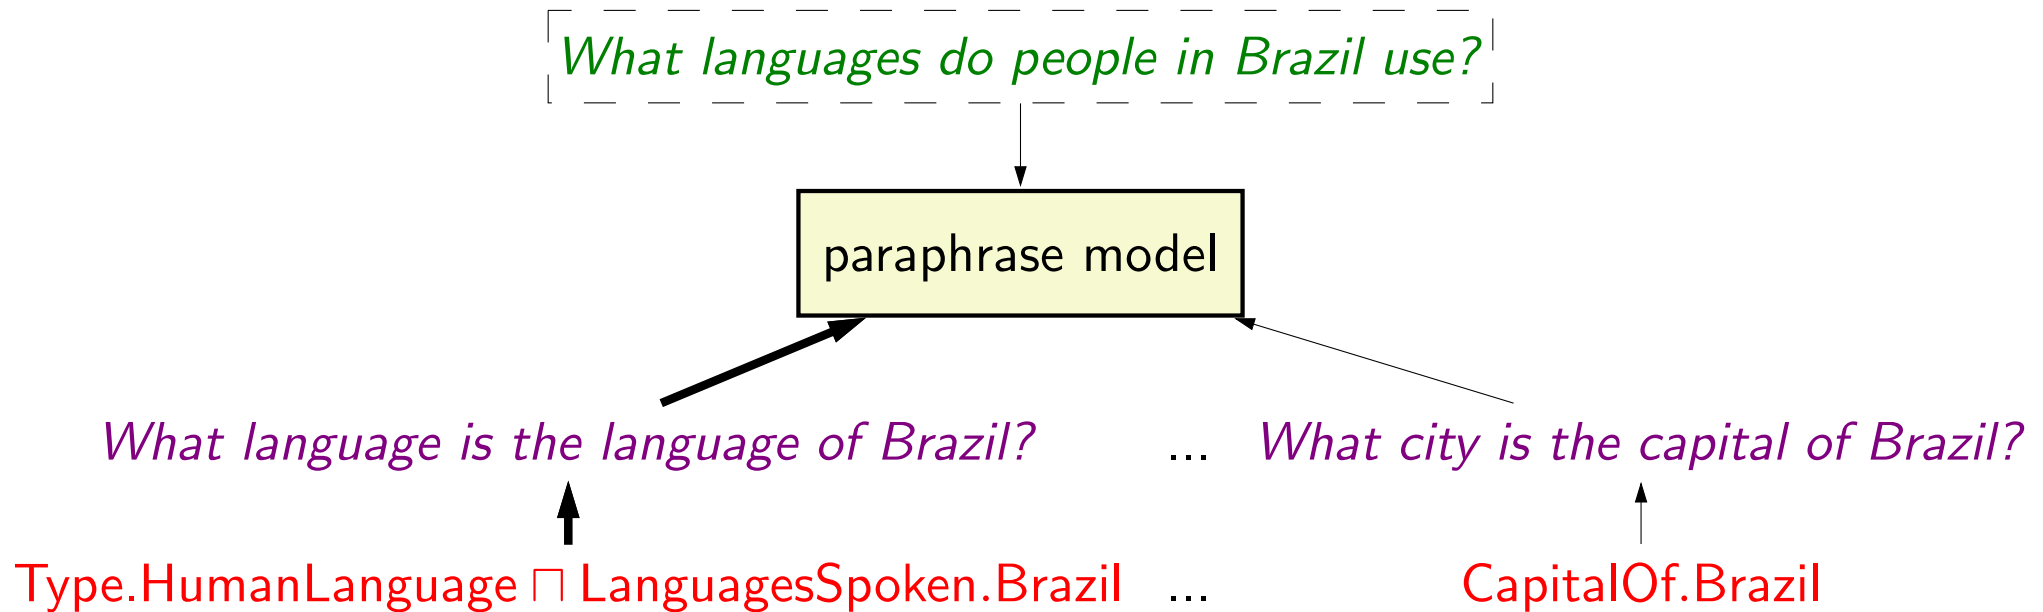 What languages do people in Brazil use?
paraphrase model
What language is the language of Brazil? ... What city is the capital of Brazil?
Type.HumanLanguage ⊓ LanguagesSpoken.Brazil ... CapitalOf.Brazil